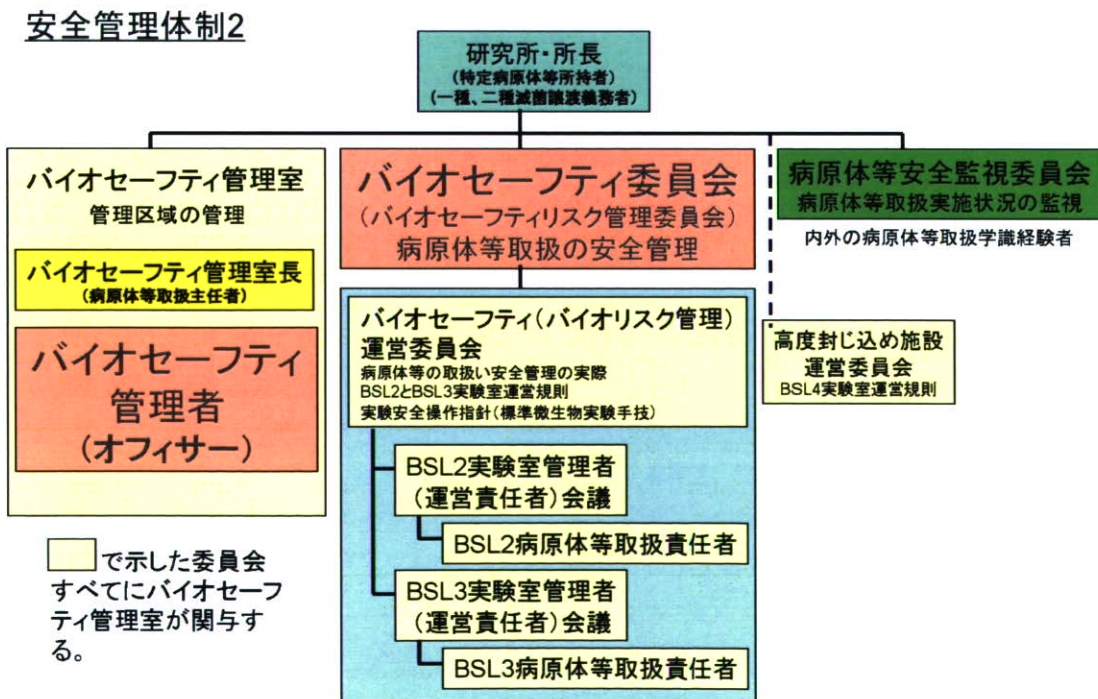 安全管理体制2
研究所・所長
(特定病原体等所持者)
(一種、二種滅菌譲渡義務者)
バイオセーフティ管理室
管理区域の管理
バイオセーフティ管理室長
(病原体等取扱主任者)
バイオセーフティ
管理者
(オフィサー)
で示した委員会
すべてにバイオセーフ
ティ管理室が関与す
る。
バイオセーフティ委員会
(バイオセーフティリスク管理委員会)
病原体等取扱の安全管理
バイオセーフティ(バイオリスク管理)
運営委員会
病原体等の取扱い安全管理の実際
BSL2とBSL3実験室運営規則
実験安全操作指針(標準微生物実験手技)
BSL2実験室管理者
(運営責任者)会議
BSL2病原体等取扱責任者
BSL3実験室管理者
(運営責任者)会議
BSL3病原体等取扱責任者
病原体等安全監視委員会
病原体等取扱実施状況の監視
内外の病原体等取扱学識経験者
高度封じ込め施設
運営委員会
BSL4実験室運営規則